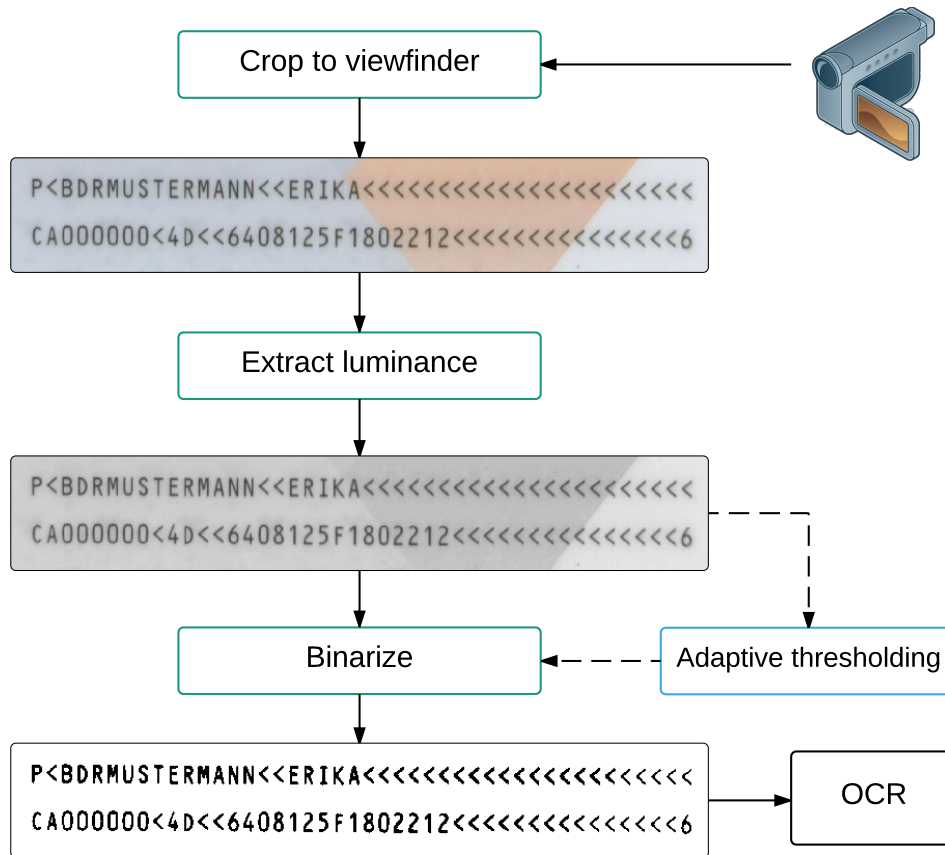 Crop to viewfinder
P<BDRMUSTERMANN<<ERIKA<<<<<<<<<<<<<<<<<<<<<<
CA000000<4D<<6408125F1802212<<<<<<<<<<<<<<<6
Extract luminance
P<BDRMUSTERMANN<<ERIKA<<<<<<<<<<<<<<<<<<<<<<
CA000000<4D<<6408125F1802212<<<<<<<<<<<<<<<6
Binarize
Adaptive thresholding
P<BDRMUSTERMANN<<ERIKA<<<<<<<<<<<<<<<<<<<<<<
CA000000<4D<<6408125F1802212<<<<<<<<<<<<<<<6
OCR